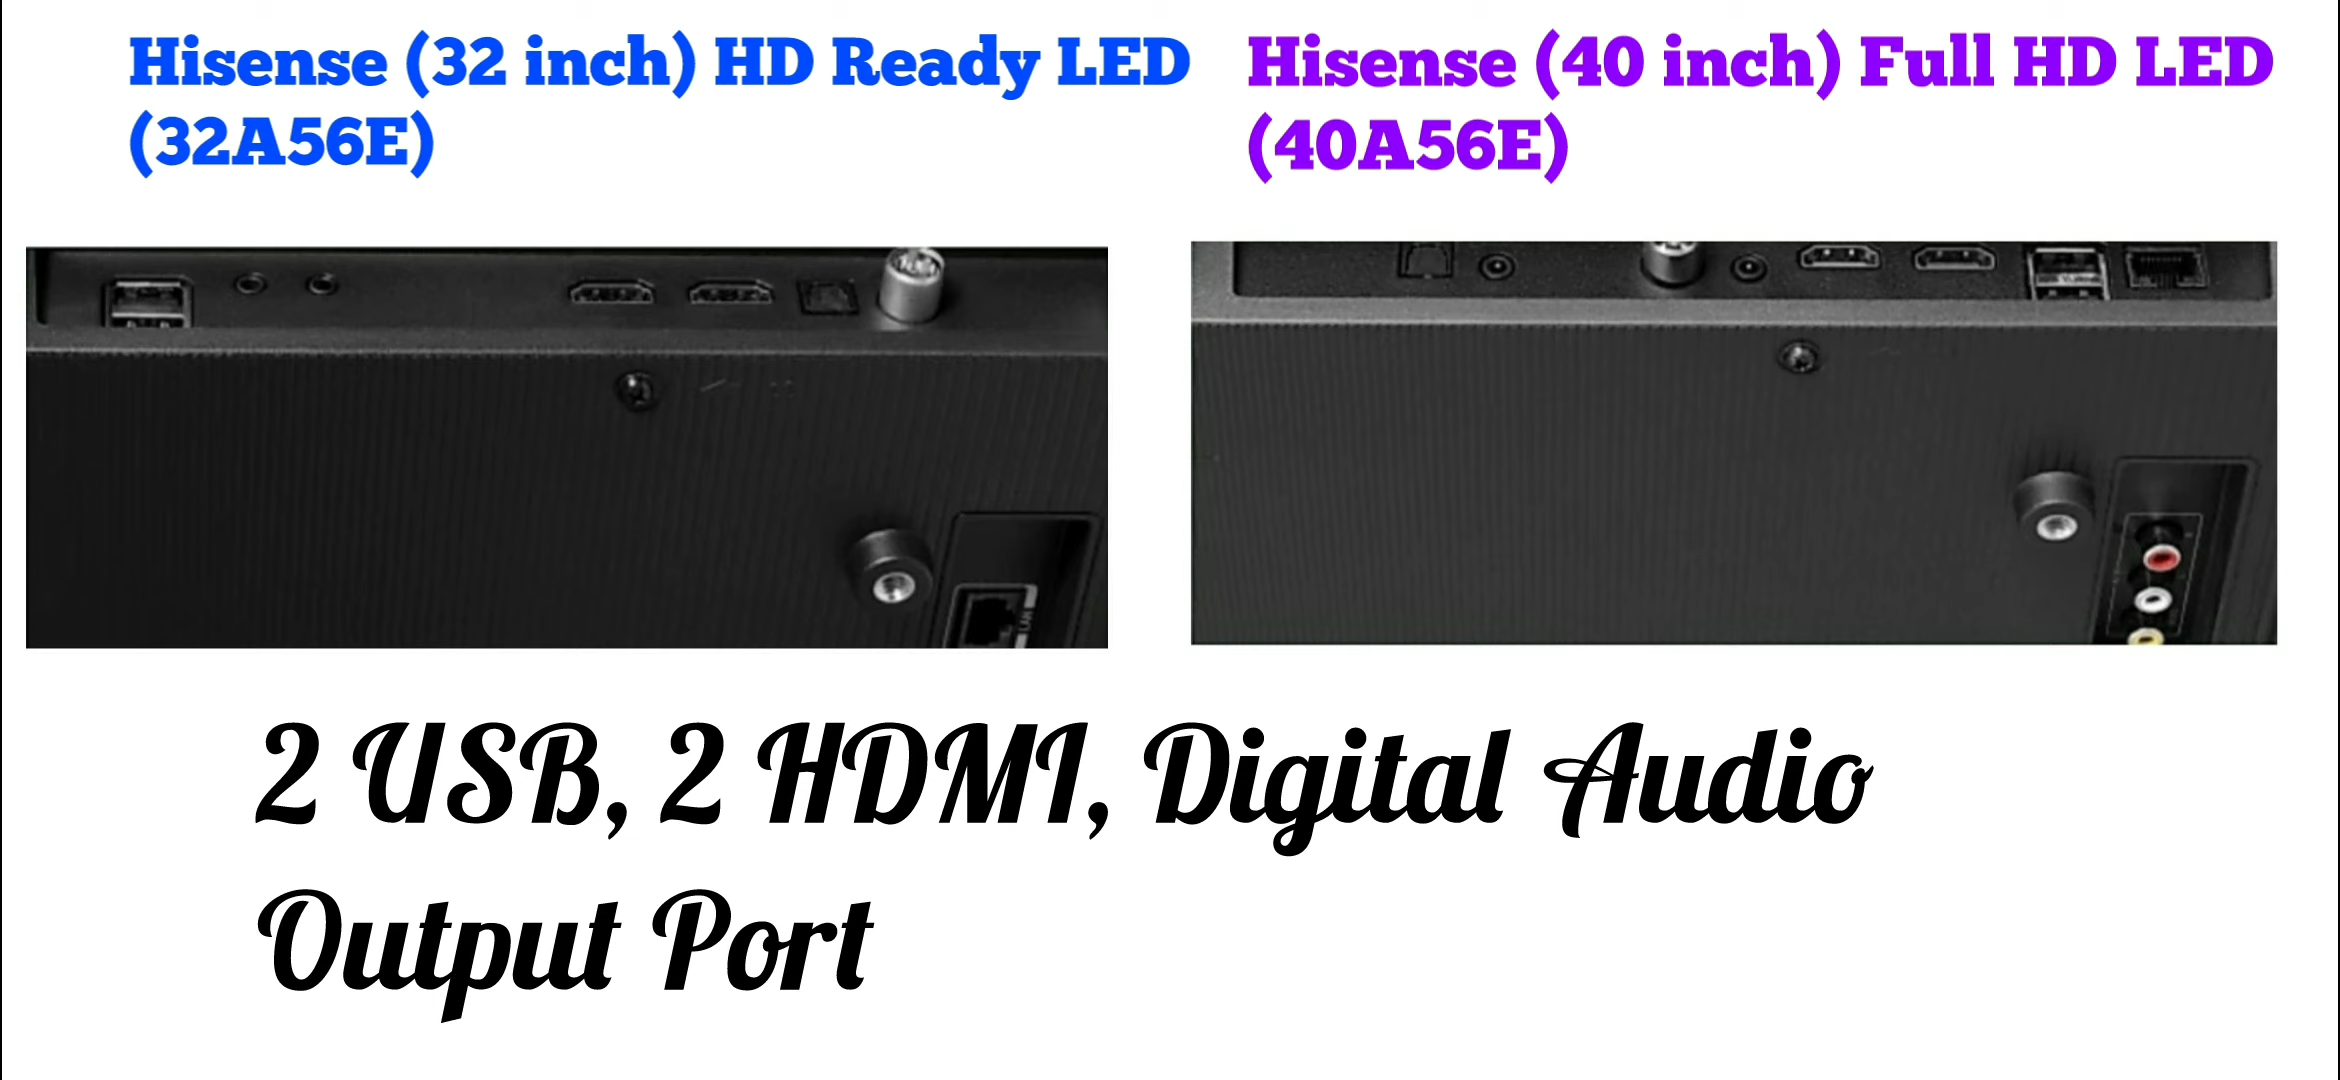 Hisense (32 inch) HD Ready LED
(32A56E)
Hisense (40 inch) Full HD LED
(40A56E)
LAN
2 USB, 2 HDMI, Digital Audio
Output Port